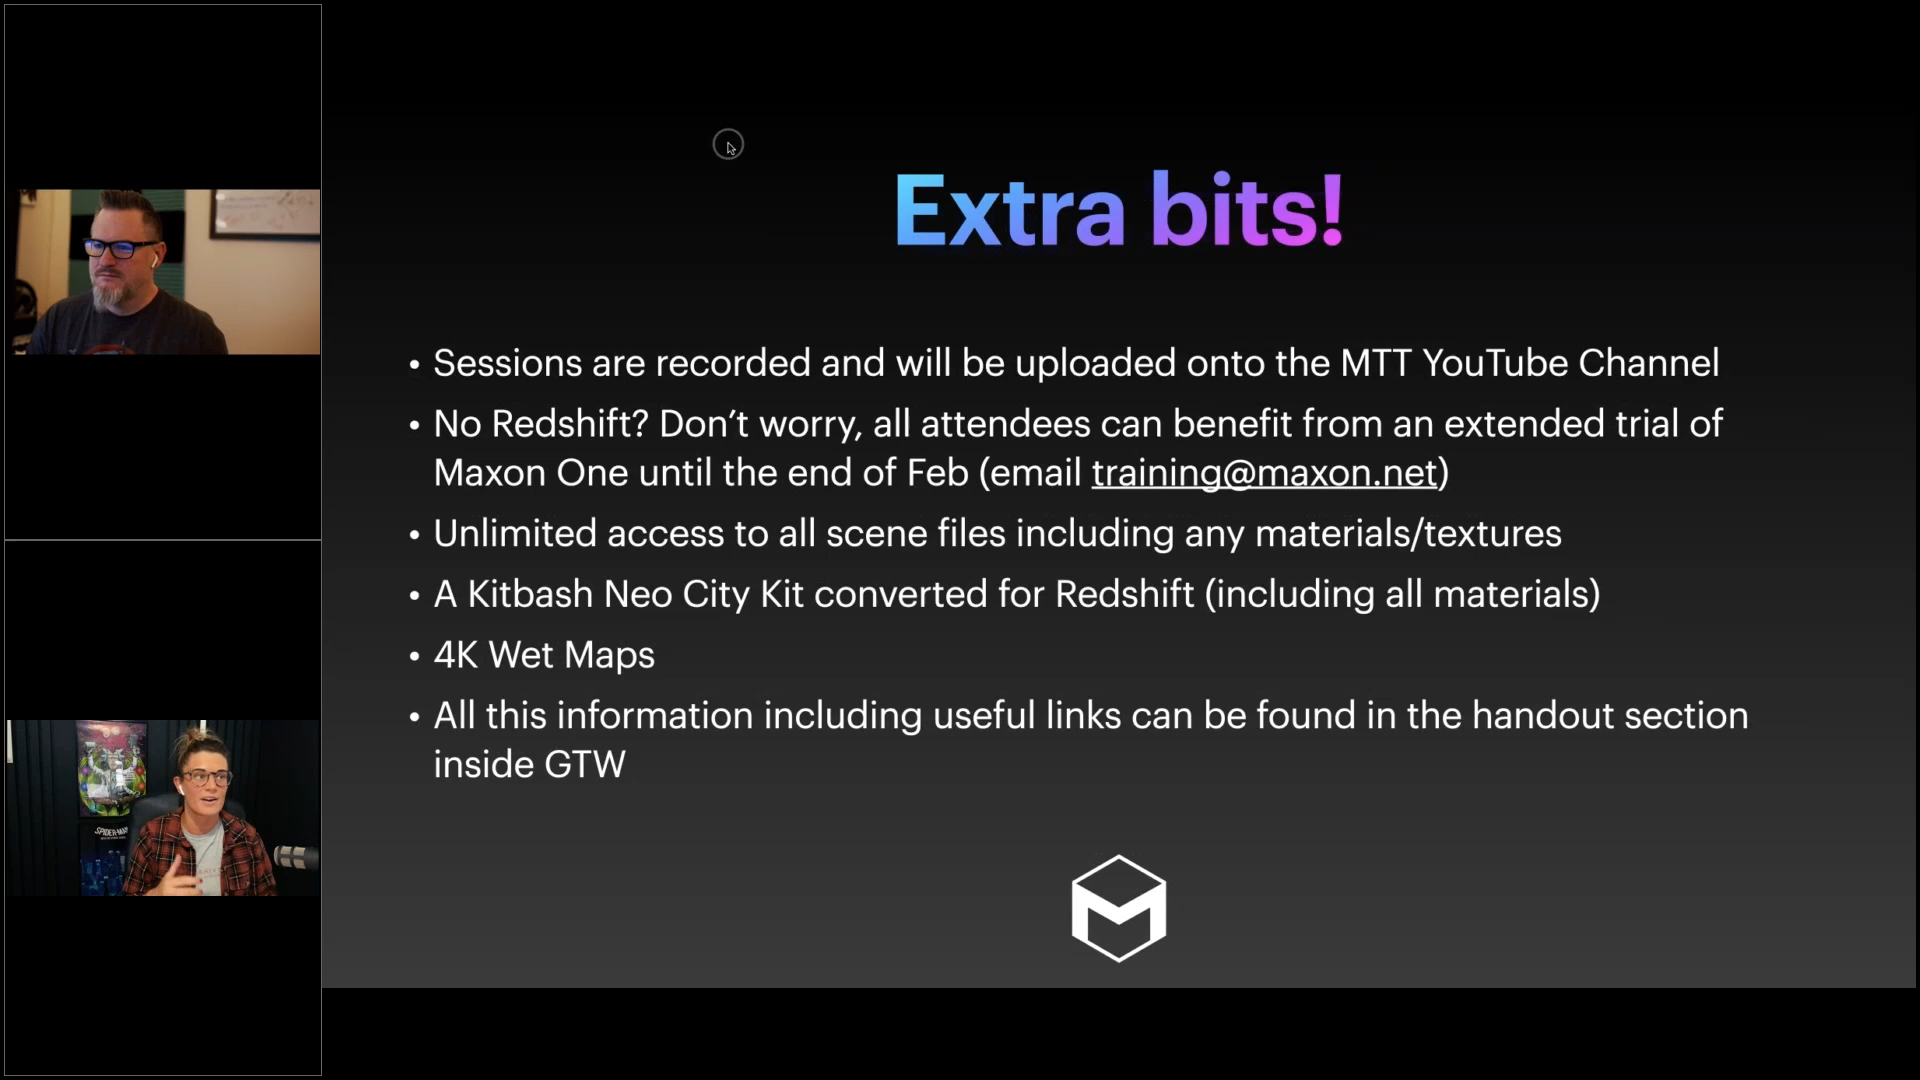 Extra bits!
• Sessions are recorded and will be uploaded onto the MTT YouTube Channel
• No Redshift? Don’t worry, all attendees can benefit from an extended trial of
Maxon One until the end of Feb (email training@maxon.net)
• Unlimited access to all scene files including any materials/textures
• A Kitbash Neo City Kit converted for Redshift (including all materials)
• 4K Wet Maps
• All this information including useful links can be found in the handout section
inside GTW
SPIDER-MAN